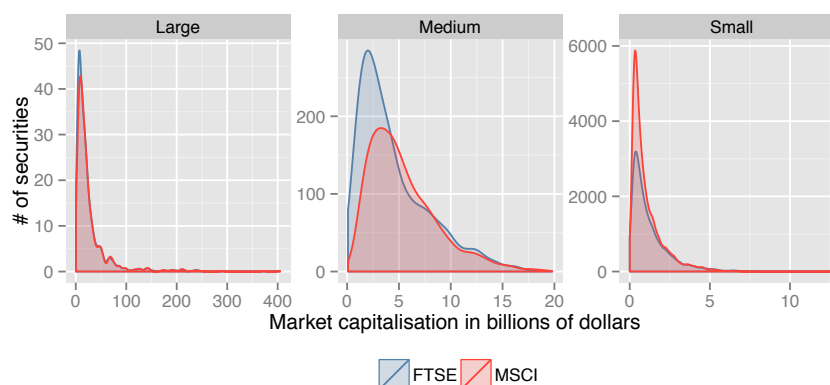 Large Medium Small
50
40
30
20
10
0
200
100
0
6000
4000
2000
0
# of securities
0 100 200 300 400
0 5 10 15 20
0 5 10
Market capitalisation in billions of dollars
FTSE MSCI